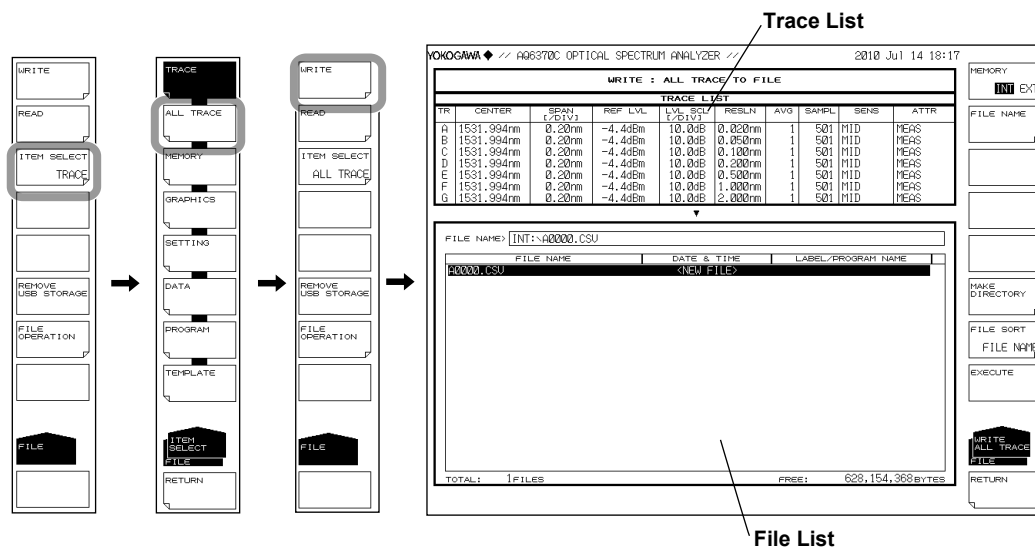 Trace List
WRITE
READ
ITEM SELECT
TRACE
REMOVE
USB STORAGE
FILE
OPERATION
FILE
TRACE
ALL TRACE
MEMORY
GRAPHICS
SETTING
DATA
PROGRAM
TEMPLATE
ITEM
SELECT
FILE
RETURN
WRITE
READ
ITEM SELECT
ALL TRACE
REMOVE
USB STORAGE
FILE
OPERATION
FILE
YOKOGAWA ◆ // AQ6370C OPTICAL SPECTRUM ANALYZER // 2010 Jul 14 18:17
WRITE : ALL TRACE TO FILE
TRACE LIST
TR CENTER SPAN [/DIV] REF LVL LVL SCL [/DIV] RESLN AVG SAMPL SENS ATTR
A 1531.994nm 0.20nm -4.4dBm 10.0dB 0.020nm 1 501 MID MEAS
B 1531.994nm 0.20nm -4.4dBm 10.0dB 0.050nm 1 501 MID MEAS
C 1531.994nm 0.20nm -4.4dBm 10.0dB 0.100nm 1 501 MID MEAS
D 1531.994nm 0.20nm -4.4dBm 10.0dB 0.200nm 1 501 MID MEAS
E 1531.994nm 0.20nm -4.4dBm 10.0dB 0.500nm 1 501 MID MEAS
F 1531.994nm 0.20nm -4.4dBm 10.0dB 1.000nm 1 501 MID MEAS
G 1531.994nm 0.20nm -4.4dBm 10.0dB 2.000nm 1 501 MID MEAS
FILE NAME> INT:\A0000.CSV
FILE NAME DATE & TIME LABEL/PROGRAM NAME
A0000.CSV <NEW FILE>
TOTAL: 1FILES FREE: 628,154,368BYTES
MEMORY
INT EXT
FILE NAME
MAKE
DIRECTORY
FILE SORT
FILE NAME
EXECUTE
WRITE
ALL TRACE
FILE
RETURN
File List